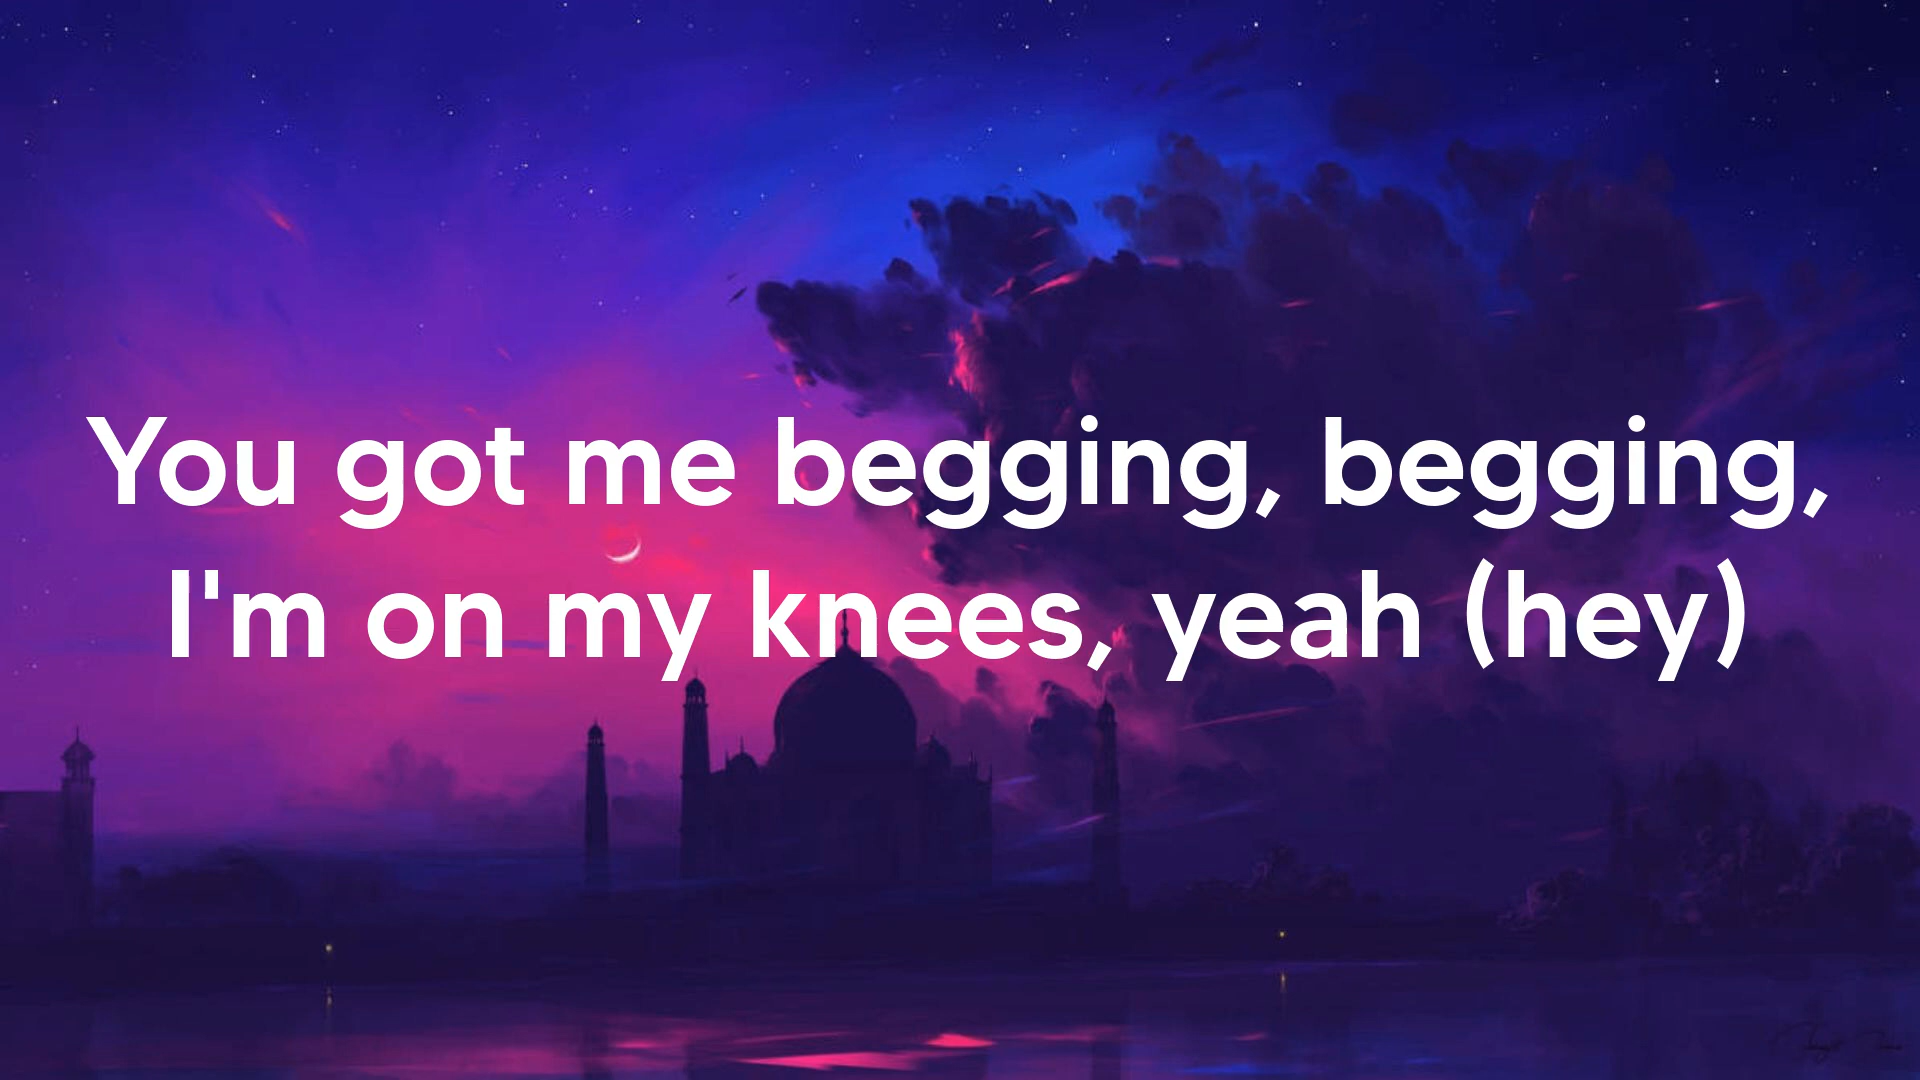 You got me begging, begging,
I'm on my knees, yeah (hey)